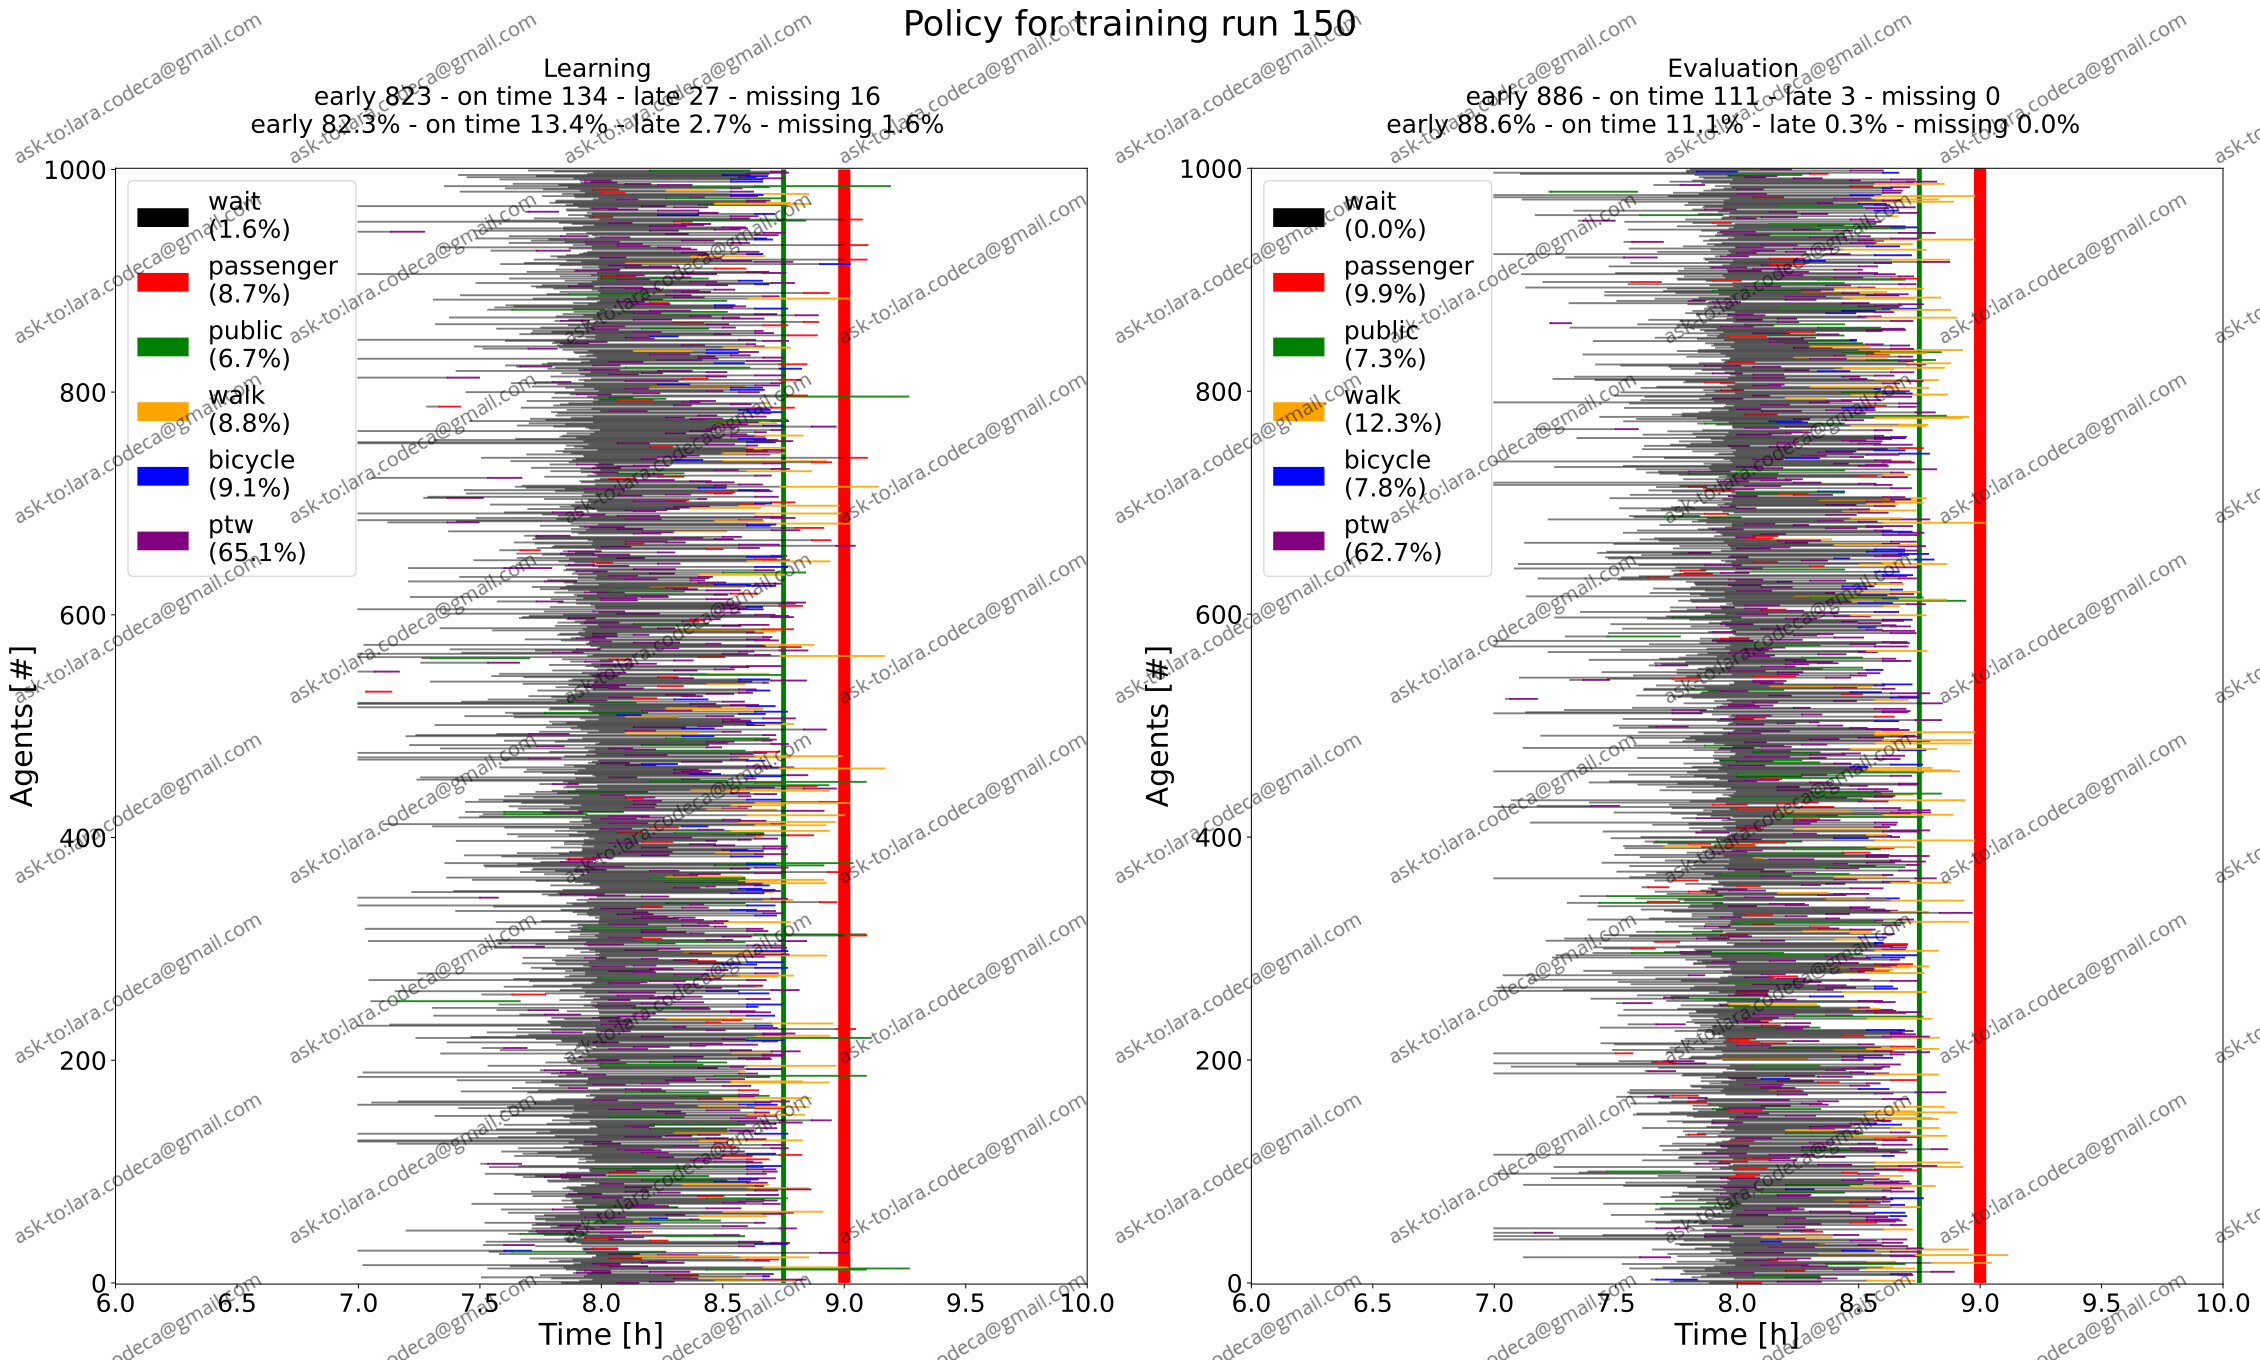 Policy for training run 150
Learning
early 823 - on time 134 - late 27 - missing 16
early 82.3% - on time 13.4% - late 2.7% - missing 1.6%
1000
800
600
400
200
0
Agents [#]
wait
(1.6%)
passenger
(8.7%)
public
(6.7%)
walk
(8.8%)
bicycle
(9.1%)
ptw
(65.1%)
6.0 6.5 7.0 7.5 8.0 8.5 9.0 9.5 10.0
Time [h]
Evaluation
early 886 - on time 111 - late 3 - missing 0
early 88.6% - on time 11.1% - late 0.3% - missing 0.0%
1000
800
600
400
200
0
Agents [#]
wait
(0.0%)
passenger
(9.9%)
public
(7.3%)
walk
(12.3%)
bicycle
(7.8%)
ptw
(62.7%)
6.0 6.5 7.0 7.5 8.0 8.5 9.0 9.5 10.0
Time [h]
ask-to:lara.codeca@gmail.com